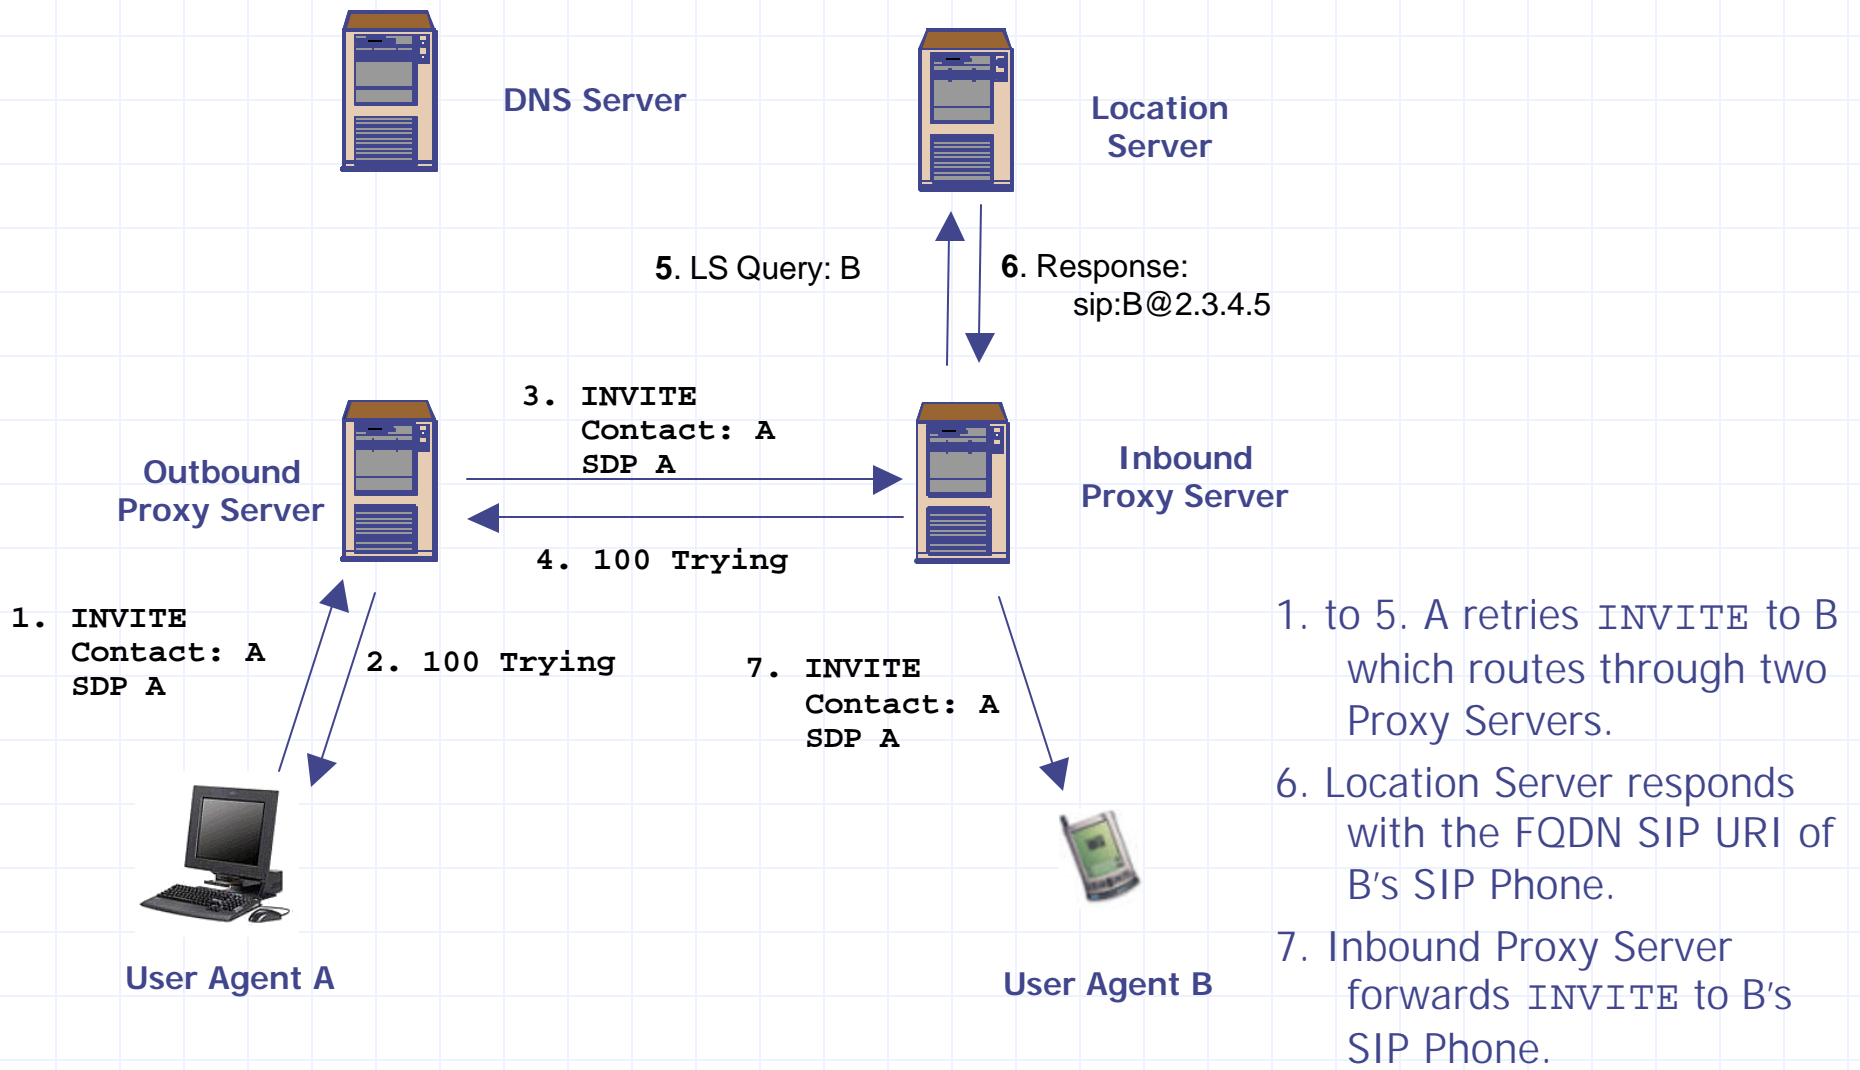 DNS Server
Location
Server
5. LS Query: B
6. Response:
sip:B@2.3.4.5
3. INVITE
Contact: A
SDP A
Outbound
Proxy Server
Inbound
Proxy Server
4. 100 Trying
1. INVITE
Contact: A
SDP A
2. 100 Trying
7. INVITE
Contact: A
SDP A
User Agent A
User Agent B
1. to 5. A retries INVITE to B
which routes through two
Proxy Servers.
6. Location Server responds
with the FQDN SIP URI of
B's SIP Phone.
7. Inbound Proxy Server
forwards INVITE to B's
SIP Phone.